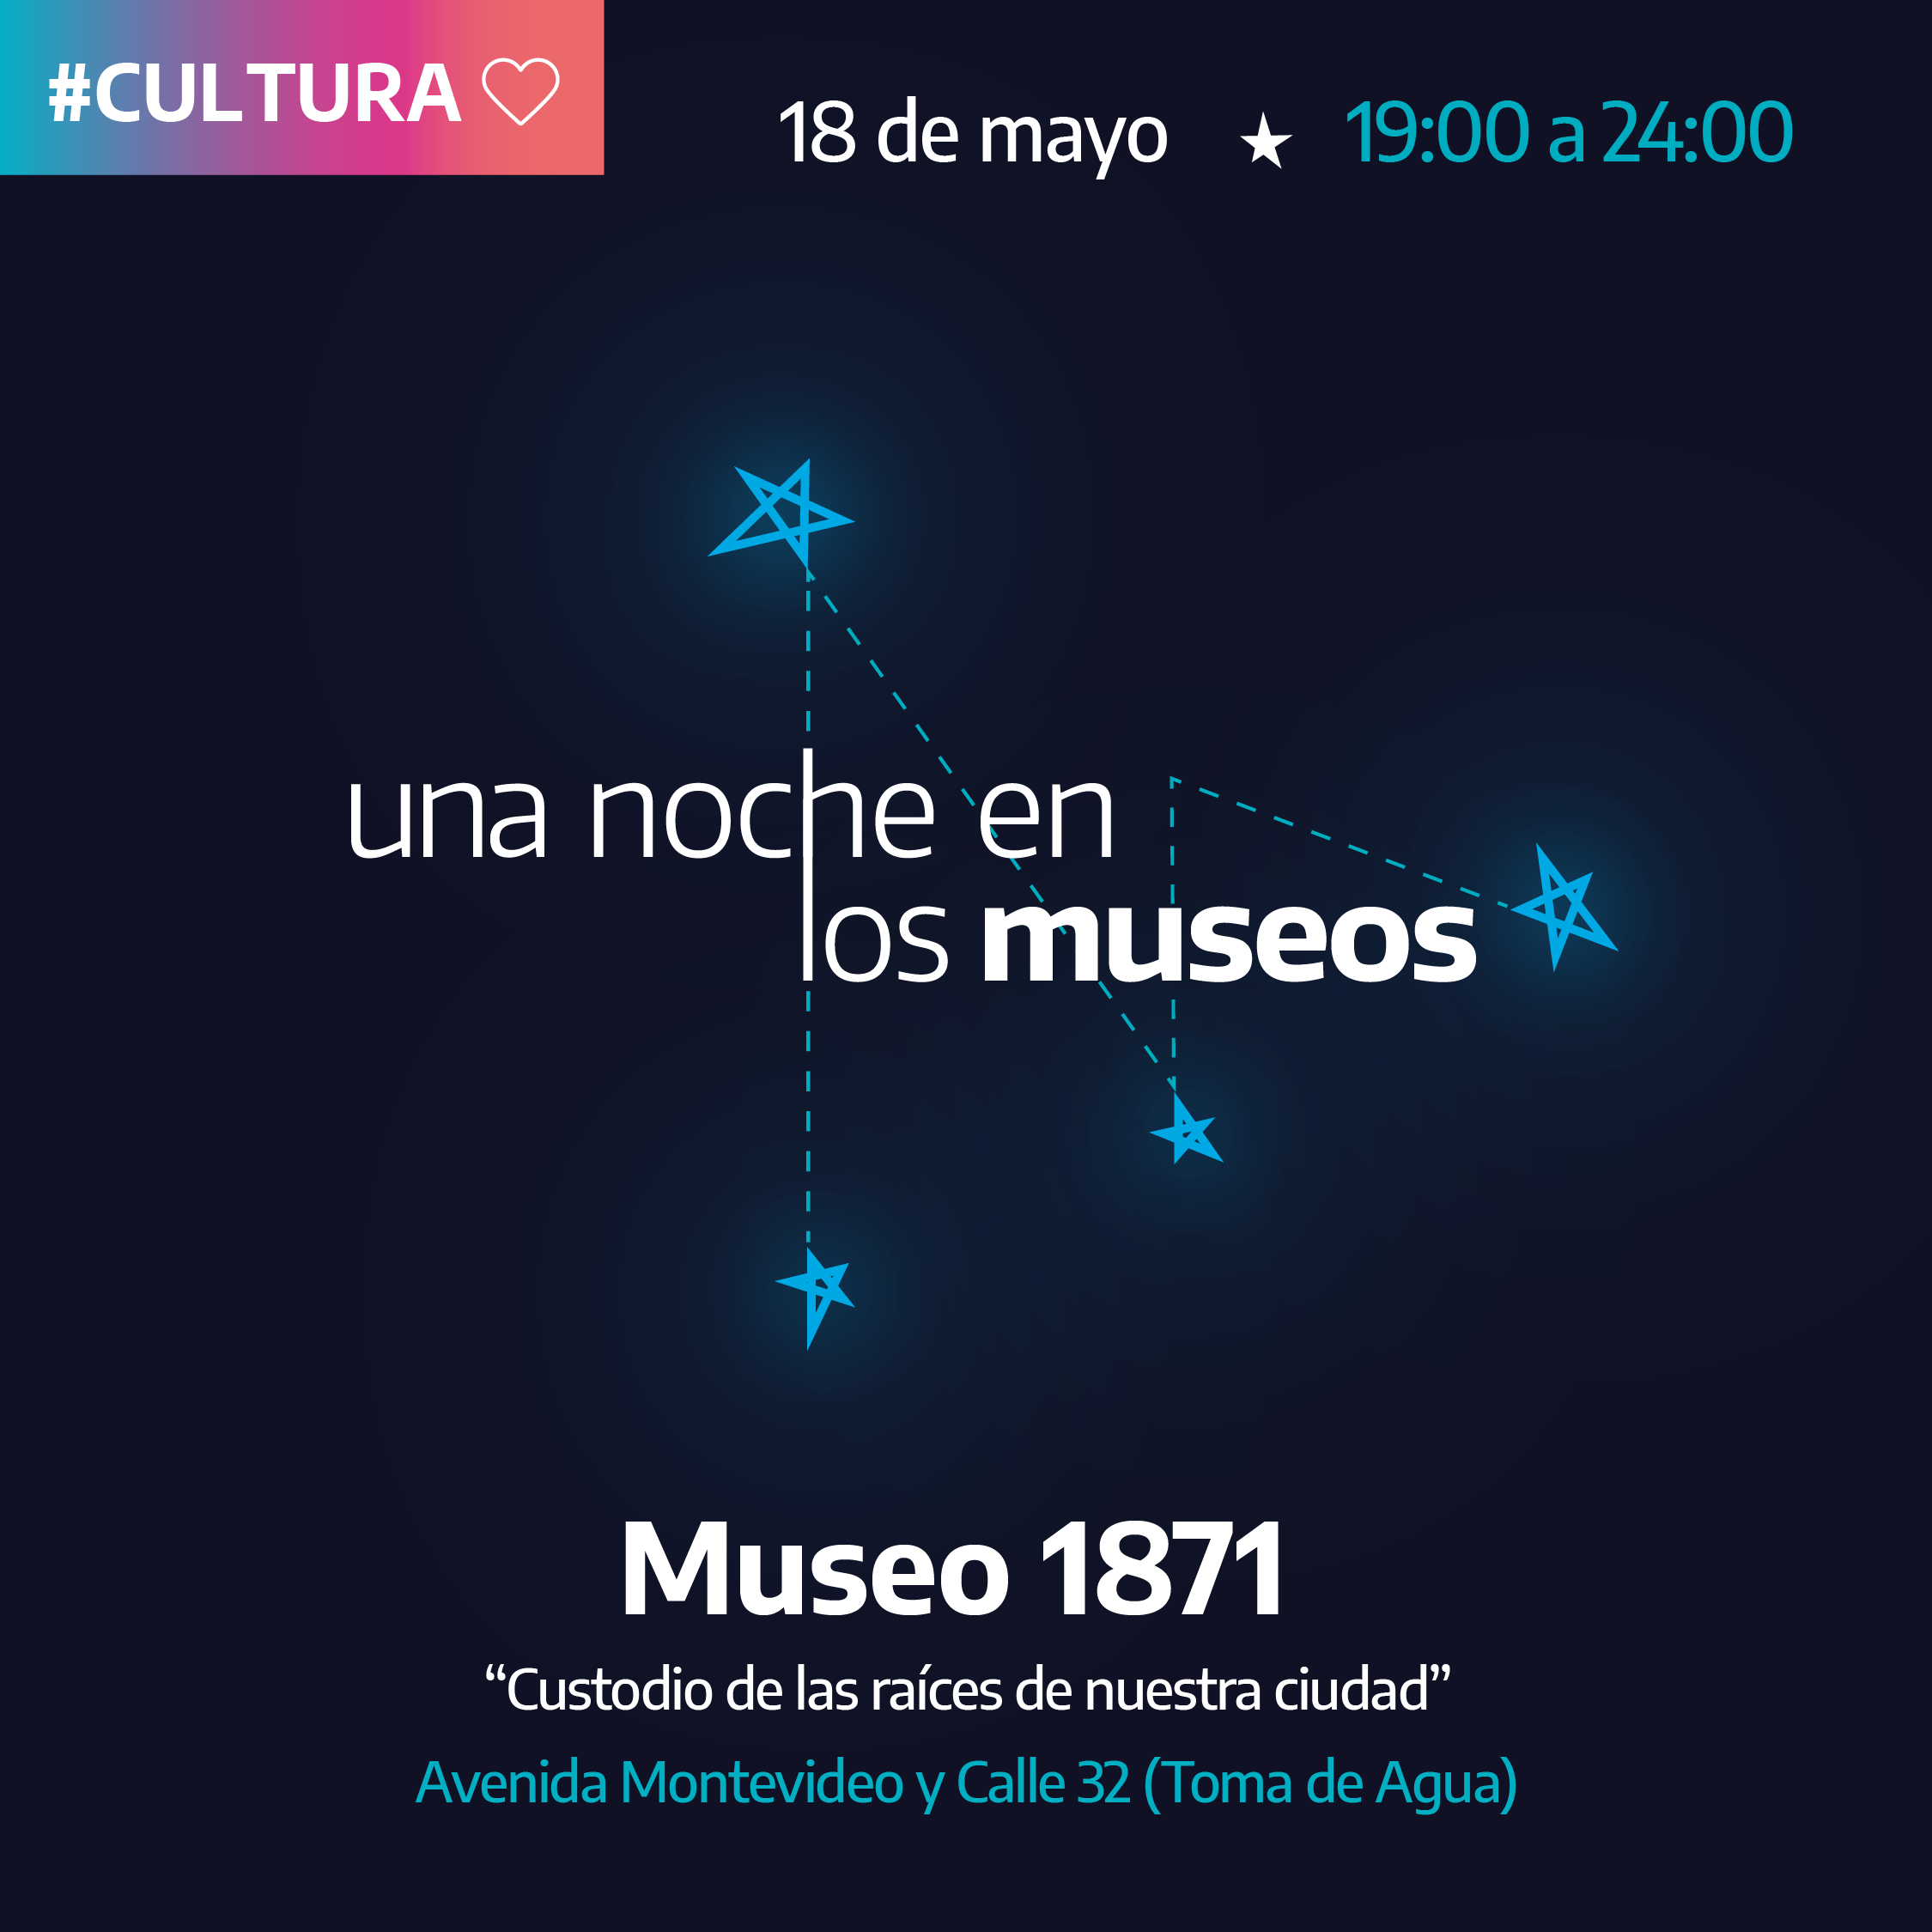 #CULTURA
18 de mayo ★ 19:00 a 24:00
una noche en
los museos
Museo 1871
“Custodio de las raíces de nuestra ciudad”
Avenida Montevideo y Calle 32 (Toma de Agua)